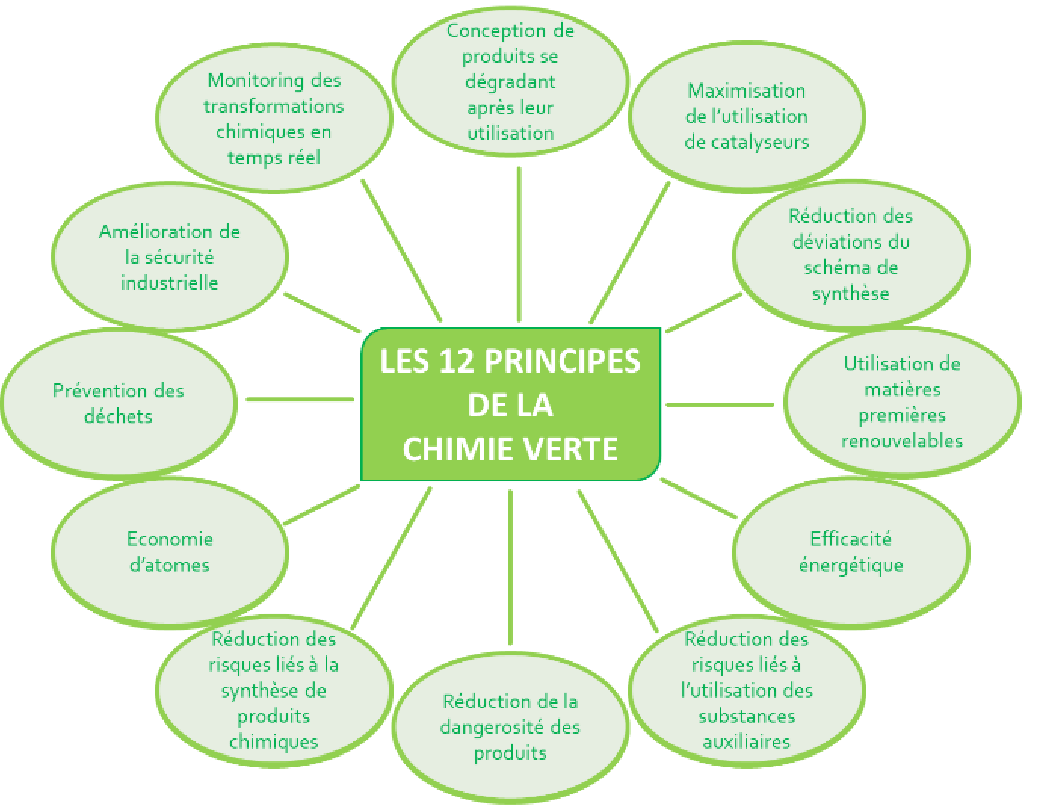 Conception de
produits se
dégradant
après leur
utilisation
Maximisation
de l'utilisation
de catalyseurs
Réduction des
déviations du
schéma de
synthèse
Utilisation de
matières
premières
renouvelables
Efficacité
énergétique
Réduction des
risques liés à
l'utilisation des
substances
auxiliaires
Réduction de la
dangerosité des
produits
Réduction des
risques liés à la
synthèse de
produits
chimiques
Economie
d'atomes
Prévention des
déchets
Amélioration de
la sécurité
industrielle
Monitoring des
transformations
chimiques en
temps réel
LES 12 PRINCIPES
DE LA
CHIMIE VERTE